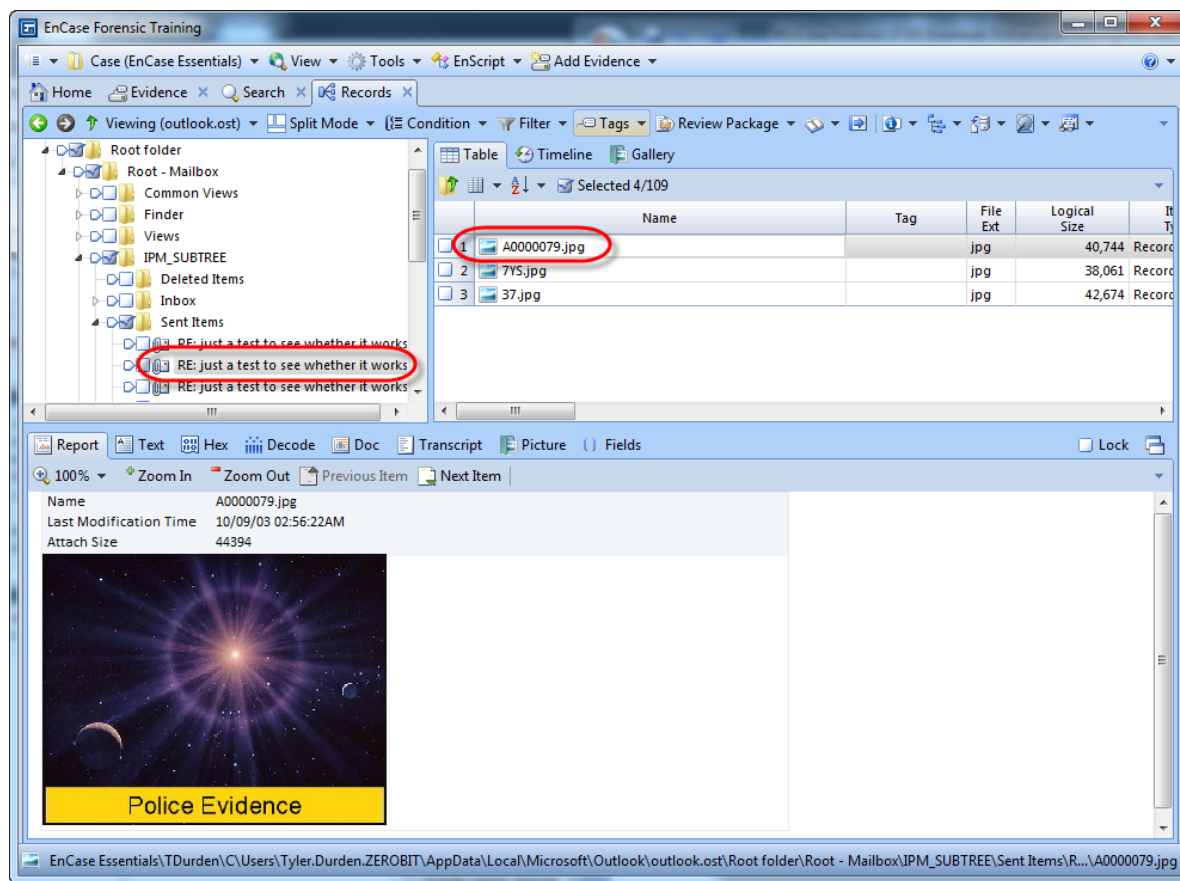 EnCase Forensic Training
Case (EnCase Essentials) View Tools EnScript Add Evidence
Home Evidence Search Records
Viewing (outlook.ost) Split Mode Condition Filter Tags Review Package
Root folder
Root - Mailbox
Common Views
Finder
Views
IPM_SUBTREE
Deleted Items
Inbox
Sent Items
RE: just a test to see whether it works
RE: just a test to see whether it works
RE: just a test to see whether it works
Table Timeline Gallery
Selected 4/109
Name Tag File Ext Logical Size It Ty
1 A0000079.jpg jpg 40,744 Record
2 7YS.jpg jpg 38,061 Record
3 37.jpg jpg 42,674 Record
Report Text Hex Decode Doc Transcript Picture Fields Lock
100% Zoom In Zoom Out Previous Item Next Item
Name A0000079.jpg
Last Modification Time 10/09/03 02:56:22AM
Attach Size 44394
Police Evidence
EnCase Essentials\TDurden\C\Users\Tyler.Durden.ZEROBIT\AppData\Local\Microsoft\Outlook\outlook.ost\Root folder\Root - Mailbox\IPM_SUBTREE\Sent Items\R...\A0000079.jpg